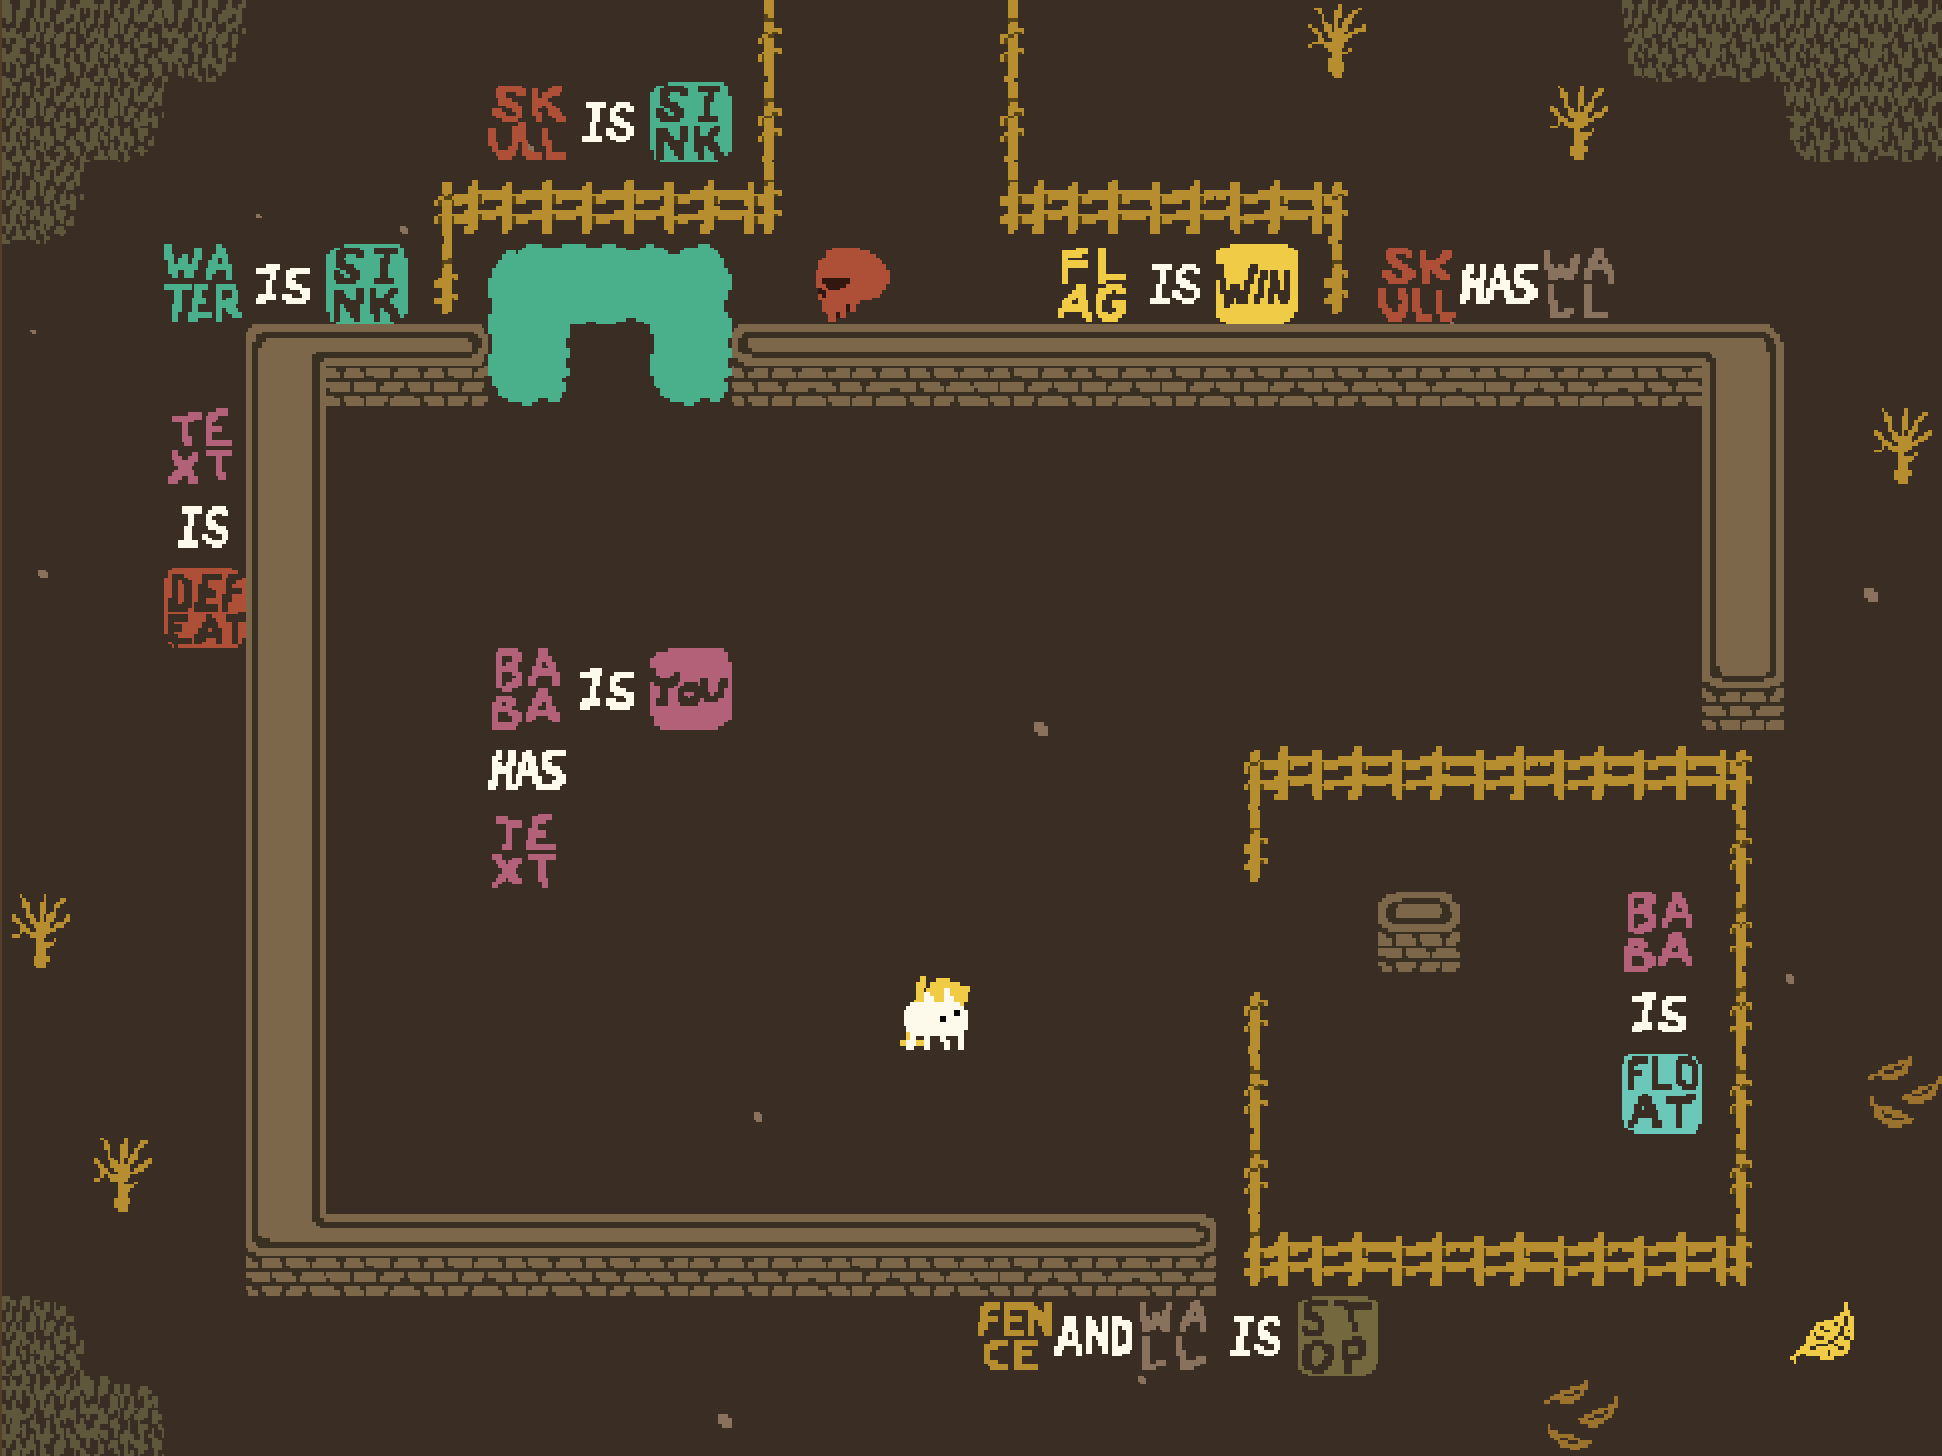 SKULL IS SINK
WATER IS SINK
FLAG IS WIN
SKULL HAS WALL
TEXT
IS
DEFEAT
BABA IS YOU
HAS
TEXT
BABA
IS
FLOAT
FENCE AND WALL IS STOP